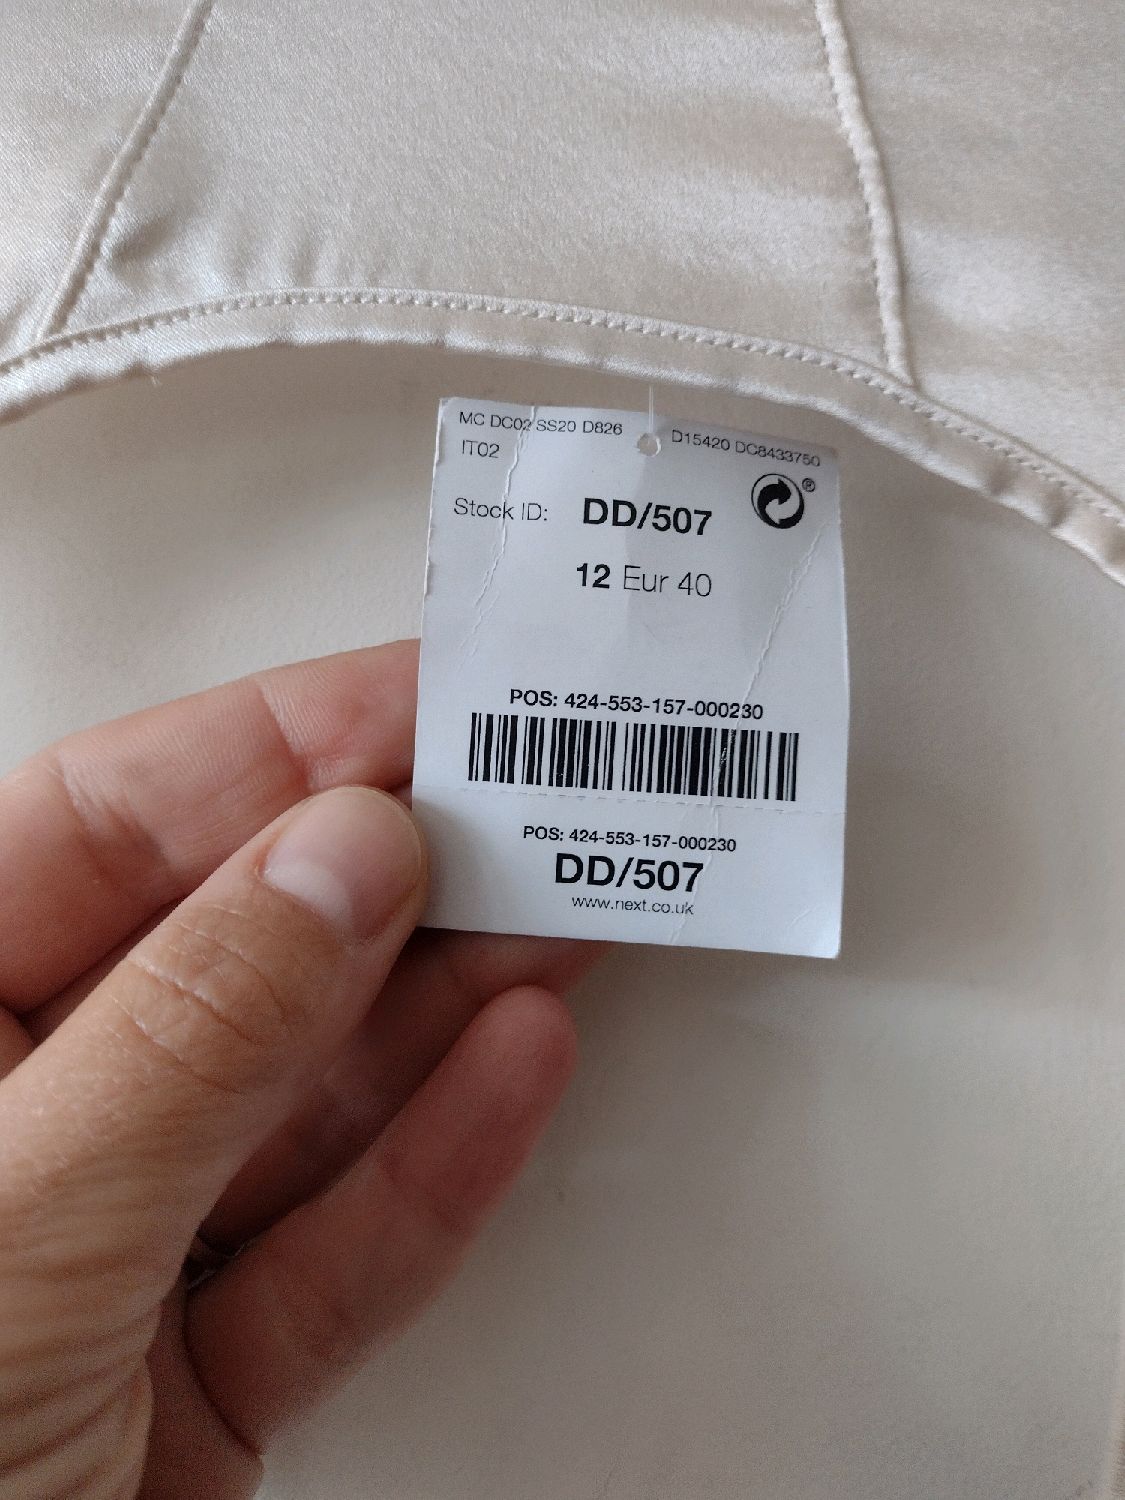 MC DC02 SS20 D826 D15420 DC8433750
IT02
®
Stock ID: DD/507
12 Eur 40
POS: 424-553-157-000230
POS: 424-553-157-000230
DD/507
www.next.co.uk